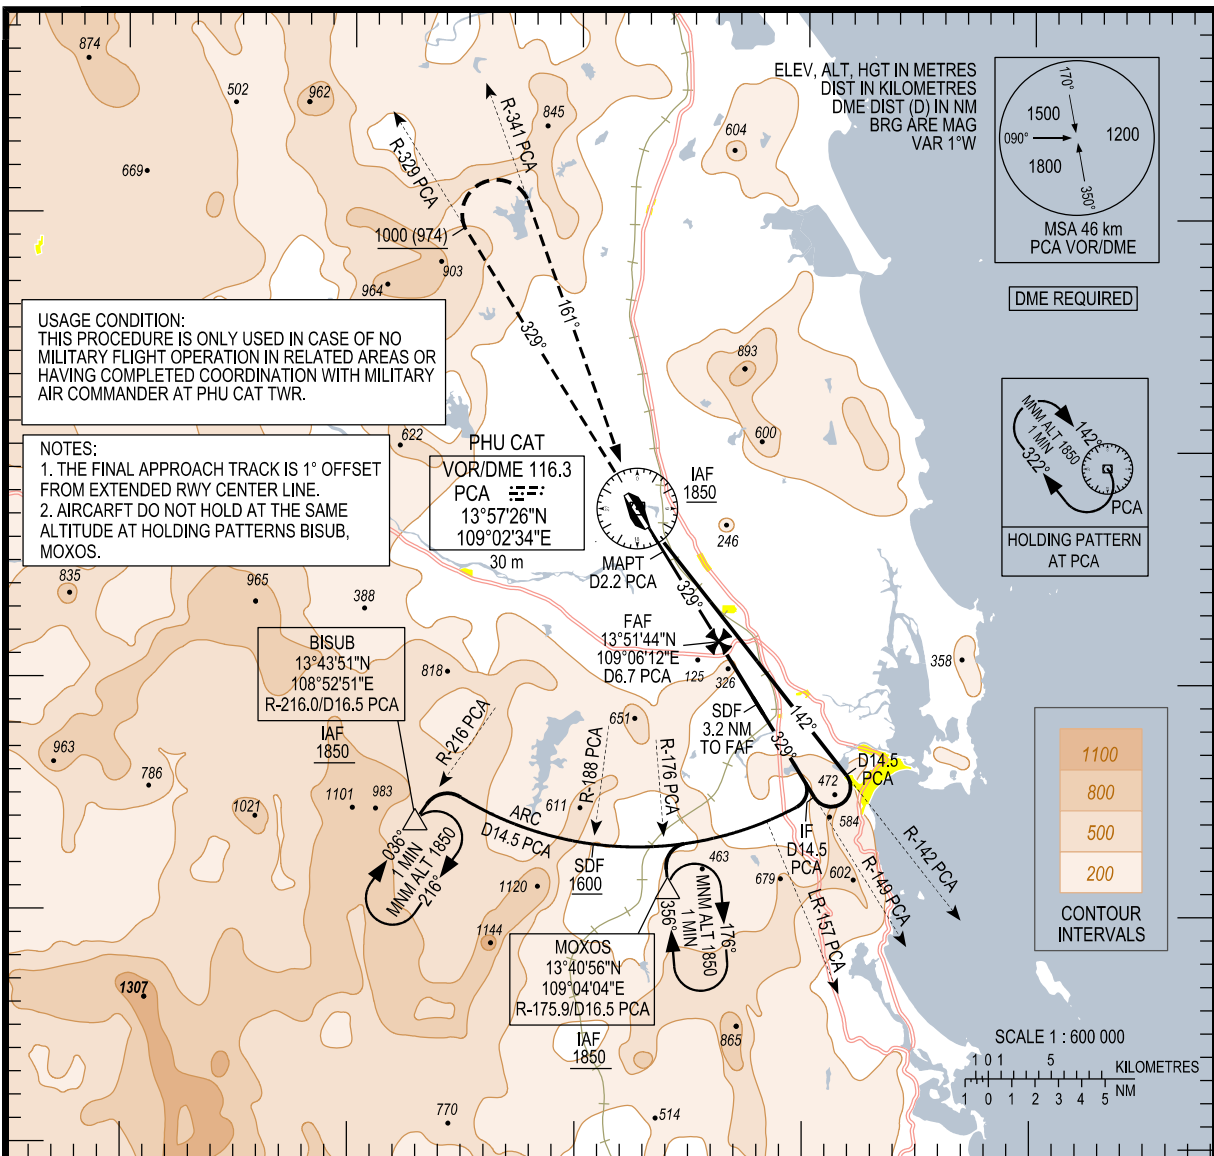 874
502
962
845
604
669
R-329 PCA
R-341 PCA
ELEV, ALT, HGT IN METRES
DIST IN KILOMETRES
DME DIST (D) IN NM
BRG ARE MAG
VAR 1°W
170°
1500
090°
1200
1800
350°
MSA 46 km
PCA VOR/DME
DME REQUIRED
1000 (974)
903
964
329°
161°
USAGE CONDITION:
THIS PROCEDURE IS ONLY USED IN CASE OF NO
MILITARY FLIGHT OPERATION IN RELATED AREAS OR
HAVING COMPLETED COORDINATION WITH MILITARY
AIR COMMANDER AT PHU CAT TWR.
893
600
622
NOTES:
1. THE FINAL APPROACH TRACK IS 1° OFFSET
FROM EXTENDED RWY CENTER LINE.
2. AIRCARFT DO NOT HOLD AT THE SAME
ALTITUDE AT HOLDING PATTERNS BISUB,
MOXOS.
PHU CAT
VOR/DME 116.3
PCA
13°57'26"N
109°02'34"E
30 m
IAF
1850
MNM ALT 1850
1 MIN
142°
322°
PCA
HOLDING PATTERN
AT PCA
246
MAPT
D2.2 PCA
329°
FAF
13°51'44"N
109°06'12"E
D6.7 PCA
125
326
358
835
965
388
818
BISUB
13°43'51"N
108°52'51"E
R-216.0/D16.5 PCA
IAF
1850
963
786
1021
1101
983
R-216 PCA
651
R-188 PCA
R-176 PCA
611
SDF
3.2 NM
TO FAF
329°
142°
D14.5
PCA
472
584
ARC
D14.5 PCA
SDF
1600
IF
D14.5
PCA
036°
1 MIN
MNM ALT 1850
216°
1120
1144
463
679
602
356°
MNM ALT 1850
1 MIN
176°
LR-157 PCA
R-149 PCA
R-142 PCA
MOXOS
13°40'56"N
109°04'04"E
R-175.9/D16.5 PCA
IAF
1850
1307
865
770
514
1100
800
500
200
CONTOUR
INTERVALS
SCALE 1 : 600 000
1 0 1 5
KILOMETRES
NM
1 0 1 2 3 4 5